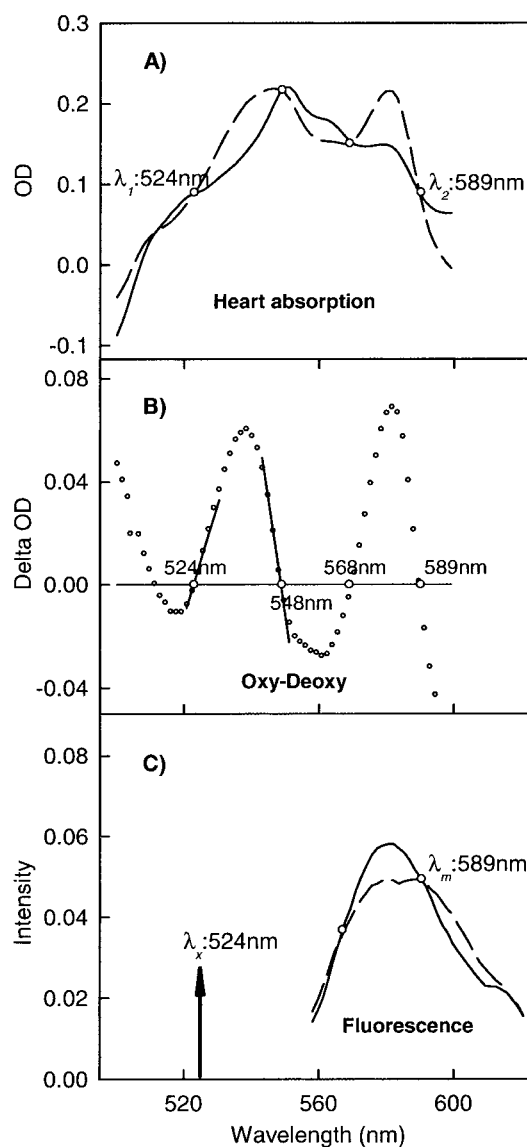 0.3
A)
0.2
λ1:524nm
λ2:589nm
OD
0.1
0.0
Heart absorption
-0.1
0.08
B)
0.04
Delta OD
524nm
568nm
589nm
0.00
548nm
Oxy-Deoxy
-0.04
0.08
C)
0.06
λm:589nm
Intensity
0.04
λx:524nm
0.02
Fluorescence
0.00
520
560
600
Wavelength (nm)